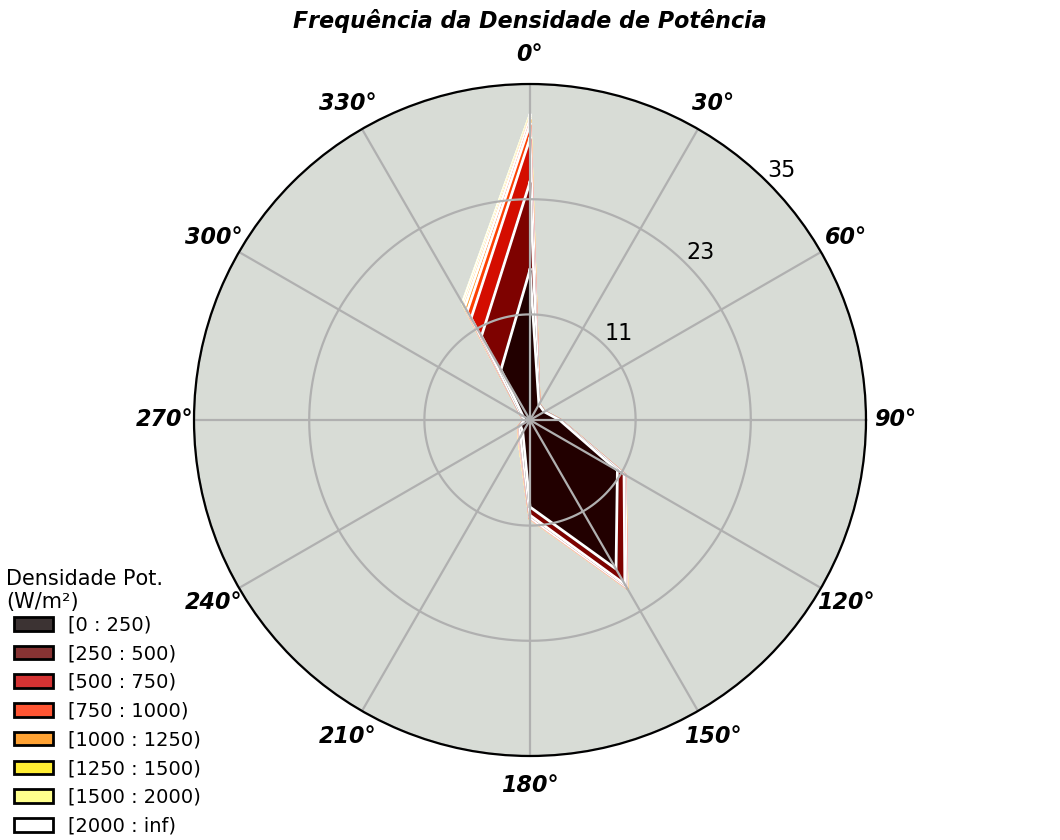 Frequência da Densidade de Potência
0°
330°
30°
35
300°
60°
23
11
270°
90°
240°
120°
210°
150°
180°
Densidade Pot.
(W/m²)
[0 : 250)
[250 : 500)
[500 : 750)
[750 : 1000)
[1000 : 1250)
[1250 : 1500)
[1500 : 2000)
[2000 : inf)